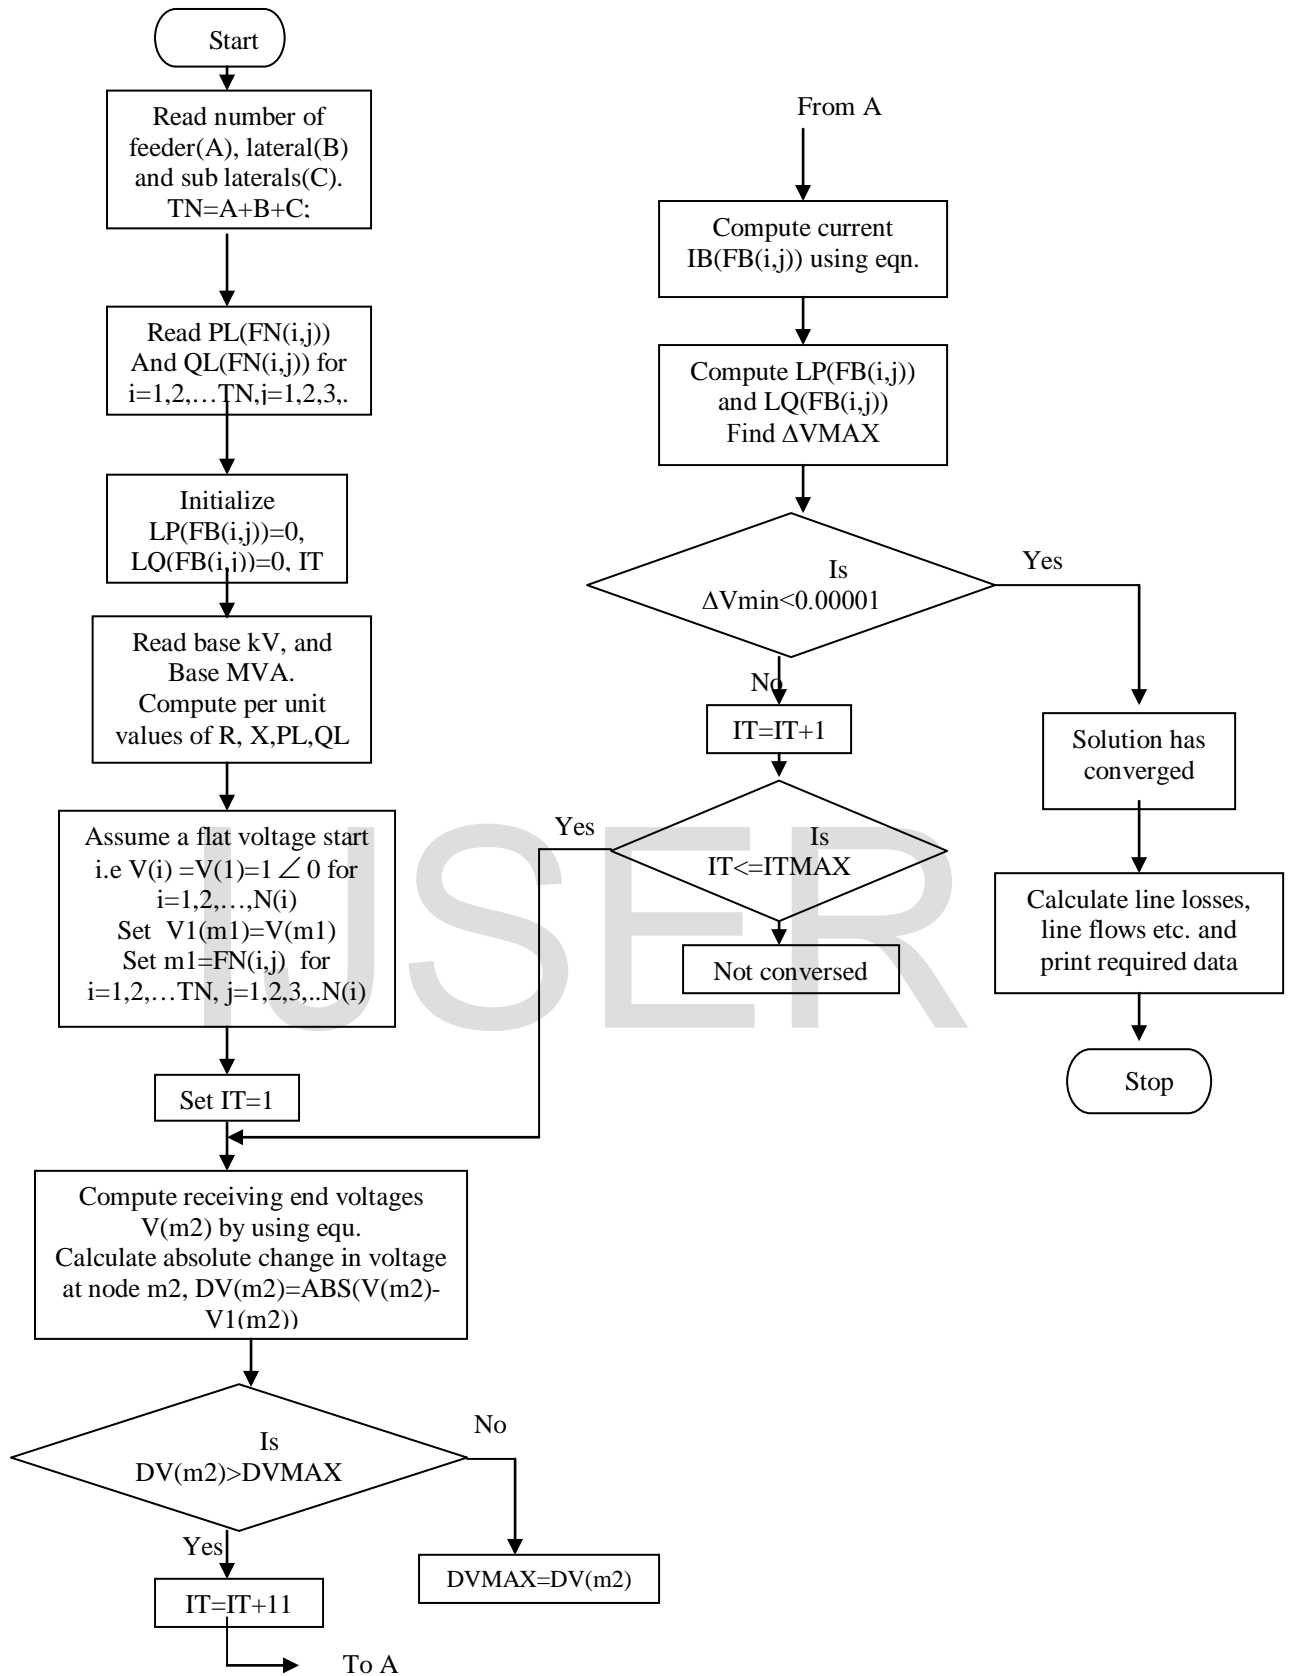 Start
Read number of
feeder(A), lateral(B)
and sub laterals(C).
TN=A+B+C;
Read PL(FN(i,j))
And QL(FN(i,j)) for
i=1,2,…TN,j=1,2,3,.
Initialize
LP(FB(i,j))=0,
LQ(FB(i,j))=0, IT
Read base kV, and
Base MVA.
Compute per unit
values of R, X,PL,QL
Assume a flat voltage start
i.e V(i) =V(1)=1 ∠ 0 for
i=1,2,…,N(i)
Set V1(m1)=V(m1)
Set m1=FN(i,j) for
i=1,2,…TN, j=1,2,3,..N(i)
Set IT=1
Compute receiving end voltages
V(m2) by using equ.
Calculate absolute change in voltage
at node m2, DV(m2)=ABS(V(m2)-
V1(m2))
Is
DV(m2)>DVMAX
No
Yes
DVMAX=DV(m2)
IT=IT+11
To A
From A
Compute current
IB(FB(i,j)) using eqn.
Compute LP(FB(i,j))
and LQ(FB(i,j))
Find ΔVMAX
Is
ΔVmin<0.00001
Yes
No
IT=IT+1
Is
IT<=ITMAX
Yes
Not conversed
Solution has
converged
Calculate line losses,
line flows etc. and
print required data
Stop
IJSER